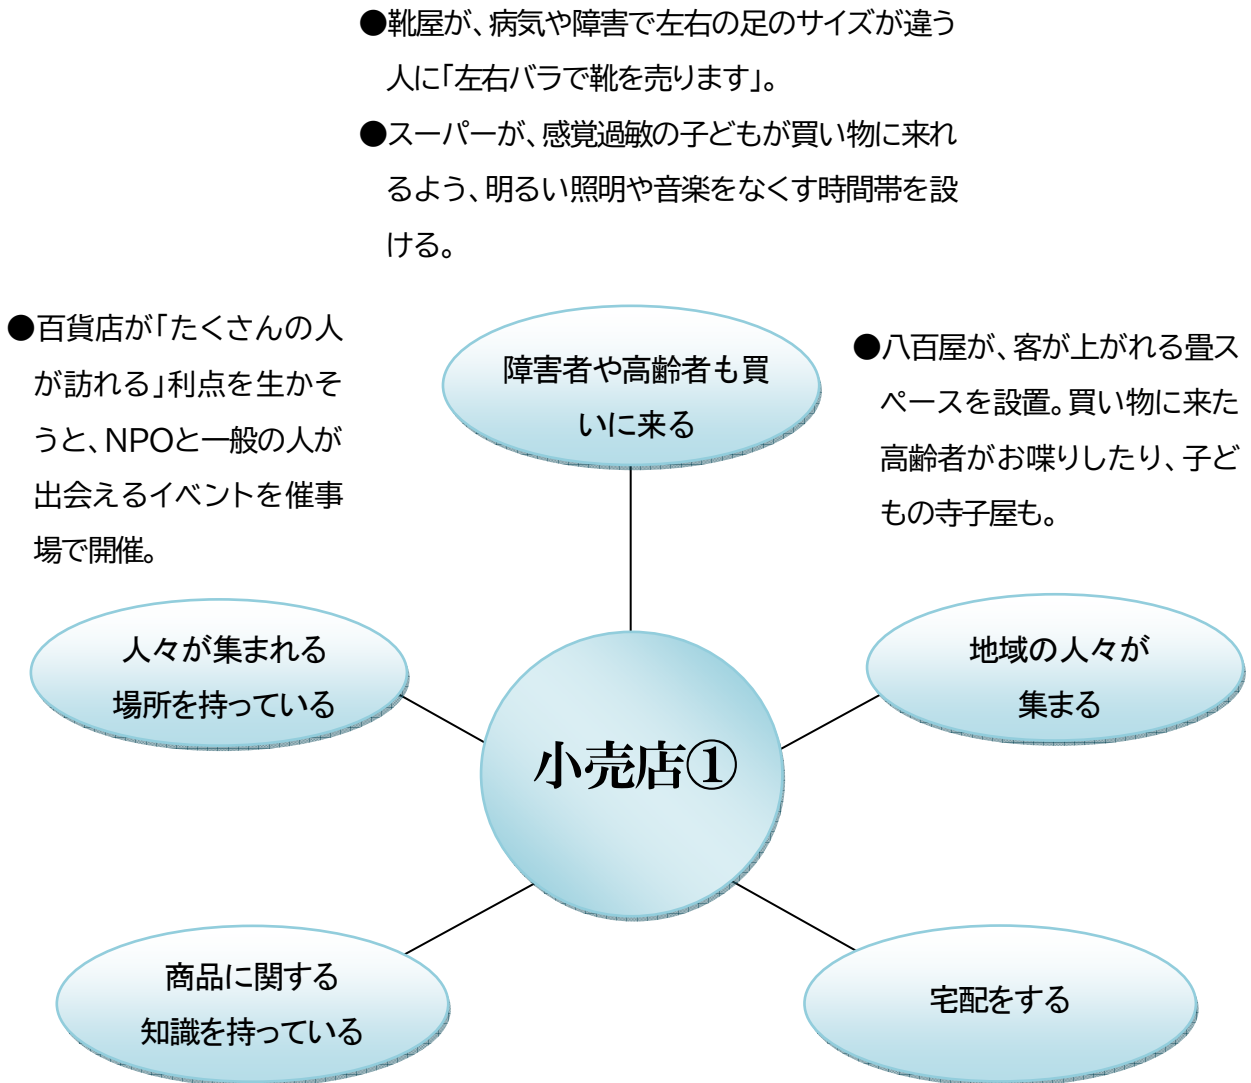 ●靴屋が、病気や障害で左右の足のサイズが違う
人に「左右バラで靴を売ります」。
●スーパーが、感覚過敏の子どもが買い物に来れ
るよう、明るい照明や音楽をなくす時間帯を設
ける。
●百貨店が「たくさんの人
が訪れる」利点を生かそ
うと、NPOと一般の人が
出会えるイベントを催事
場で開催。
障害者や高齢者も買
いに来る
●八百屋が、客が上がれる畳ス
ペースを設置。買い物に来た
高齢者がお喋りしたり、子ど
もの寺子屋も。
人々が集まれる
場所を持っている
地域の人々が
集まる
小売店①
商品に関する
知識を持っている
宅配をする